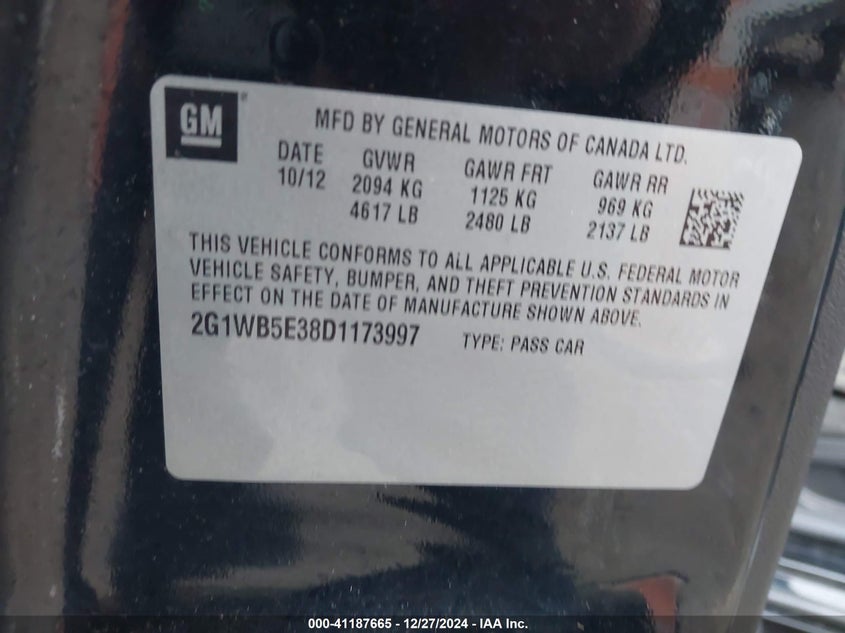 GM
MFD BY GENERAL MOTORS OF CANADA LTD.
DATE GVWR GAWR FRT GAWR RR
10/12 2094 KG 1125 KG 969 KG
4617 LB 2480 LB 2137 LB
THIS VEHICLE CONFORMS TO ALL APPLICABLE U.S. FEDERAL MOTOR
VEHICLE SAFETY, BUMPER, AND THEFT PREVENTION STANDARDS IN
EFFECT ON THE DATE OF MANUFACTURE SHOWN ABOVE.
2G1WB5E38D1173997 TYPE: PASS CAR
000-41187665 - 12/27/2024 - IAA Inc.